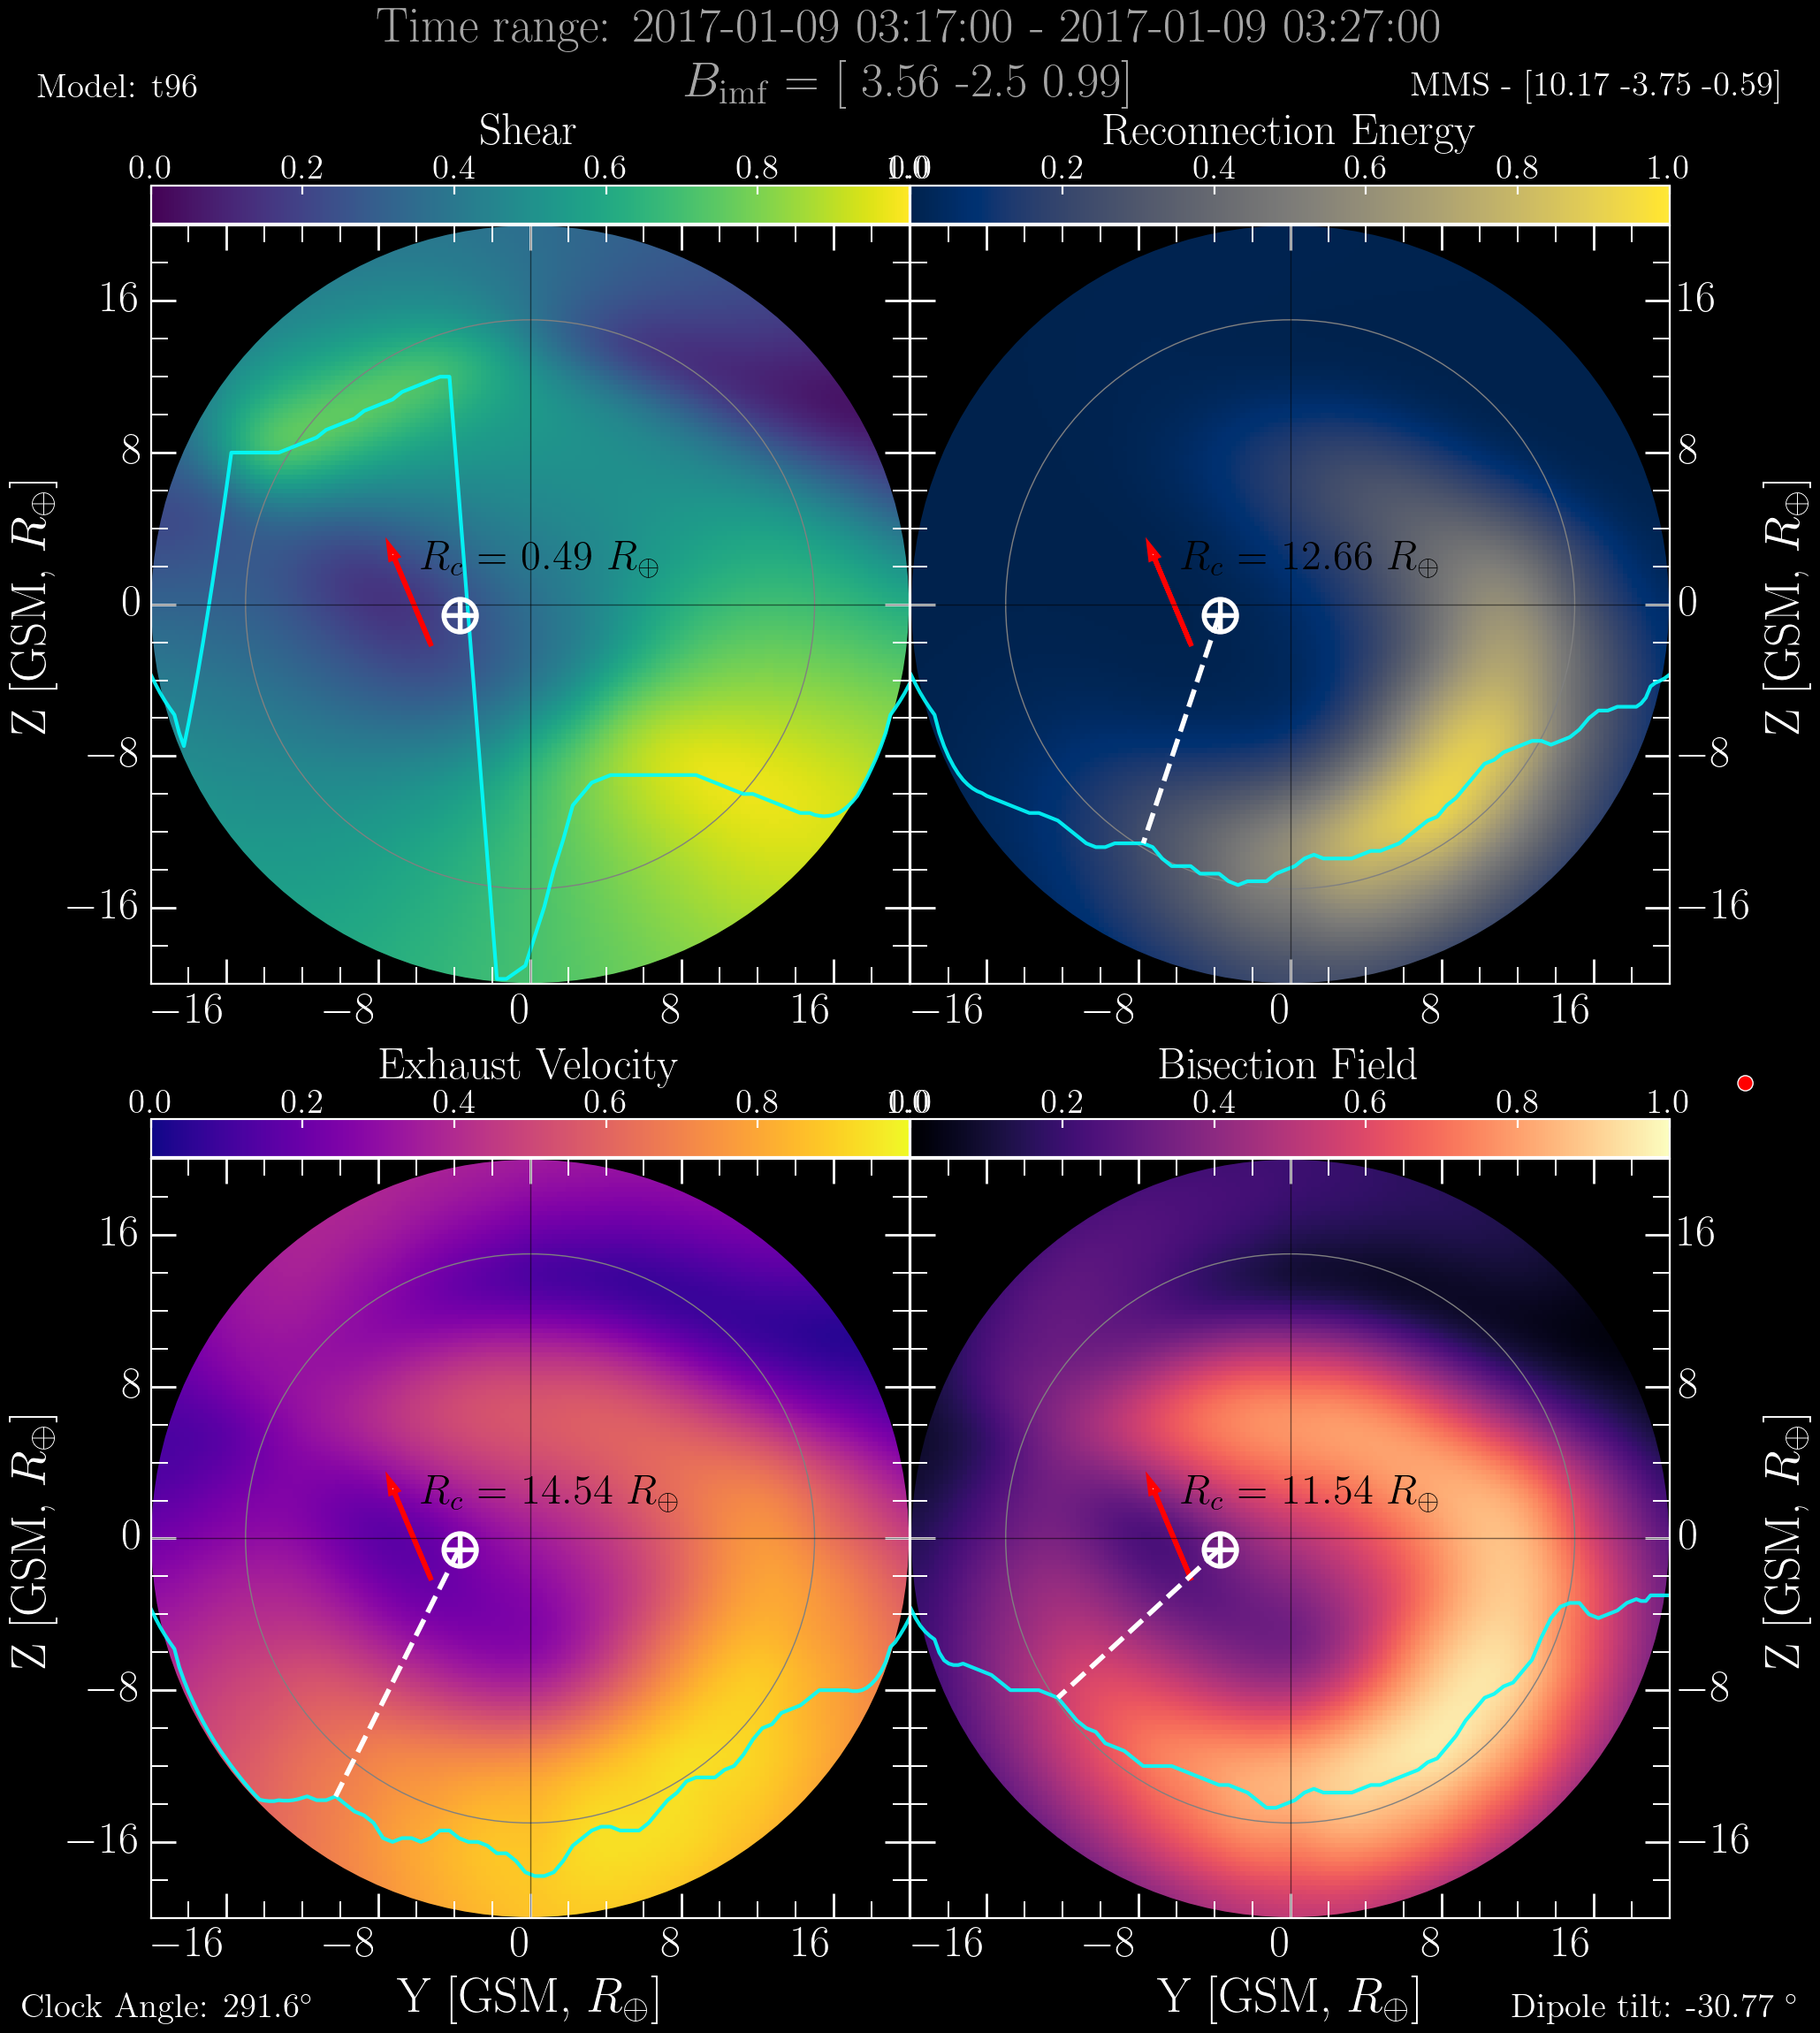 Time range: 2017-01-09 03:17:00 - 2017-01-09 03:27:00
Model: t96
B_imf = [ 3.56 -2.5 0.99]
MMS - [10.17 -3.75 -0.59]
Shear
Reconnection Energy
0.0 0.2 0.4 0.6 0.8 1.0
0.0 0.2 0.4 0.6 0.8 1.0
Z [GSM, R⊕]
16
8
0
−8
−16
R_c = 0.49 R⊕
R_c = 12.66 R⊕
16
8
0
−8
−16
Z [GSM, R⊕]
−16 −8 0 8 16
−16 −8 0 8 16
Exhaust Velocity
Bisection Field
0.0 0.2 0.4 0.6 0.8 1.0
0.0 0.2 0.4 0.6 0.8 1.0
Z [GSM, R⊕]
16
8
0
−8
−16
R_c = 14.54 R⊕
R_c = 11.54 R⊕
16
8
0
−8
−16
Z [GSM, R⊕]
−16 −8 0 8 16
−16 −8 0 8 16
Y [GSM, R⊕]
Y [GSM, R⊕]
Clock Angle: 291.6°
Dipole tilt: -30.77 °